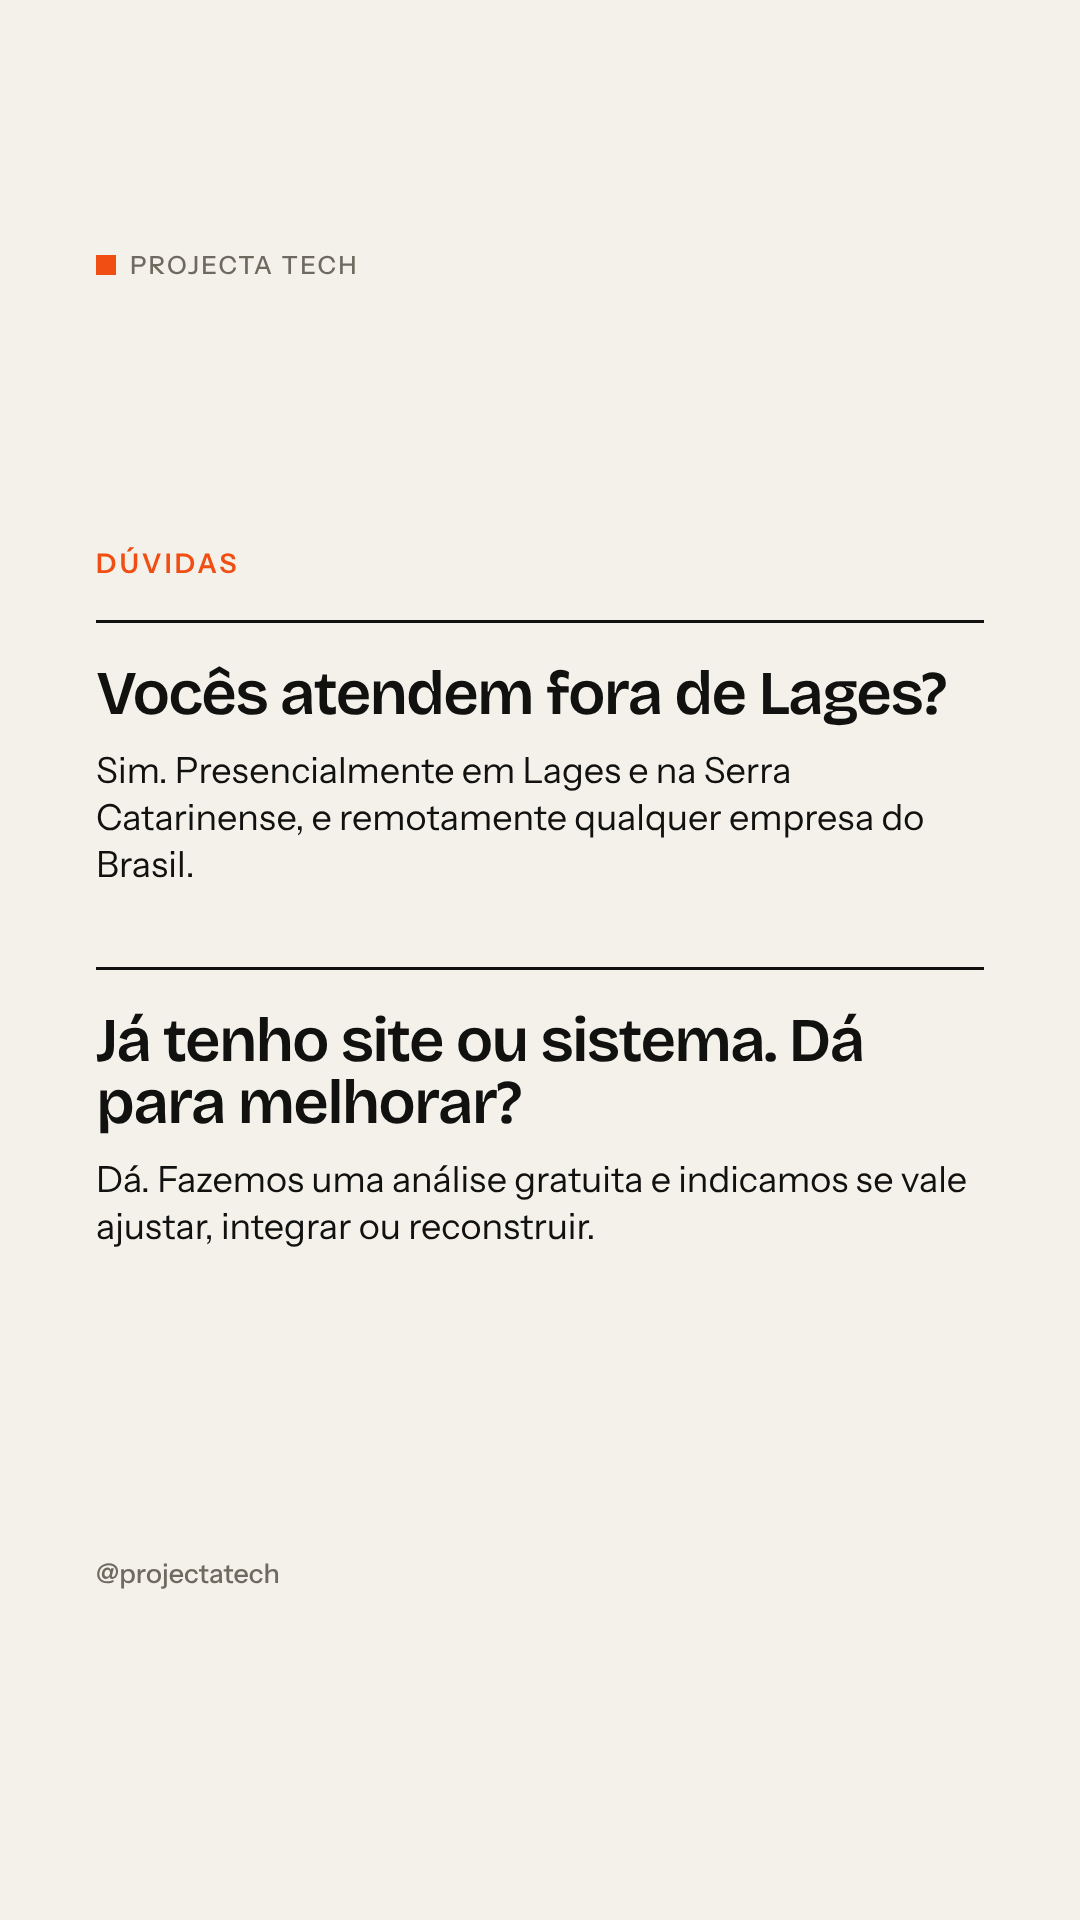 PROJECTA TECH
DÚVIDAS
Vocês atendem fora de Lages?
Sim. Presencialmente em Lages e na Serra
Catarinense, e remotamente qualquer empresa do
Brasil.
Já tenho site ou sistema. Dá
para melhorar?
Dá. Fazemos uma análise gratuita e indicamos se vale
ajustar, integrar ou reconstruir.
@projectatech